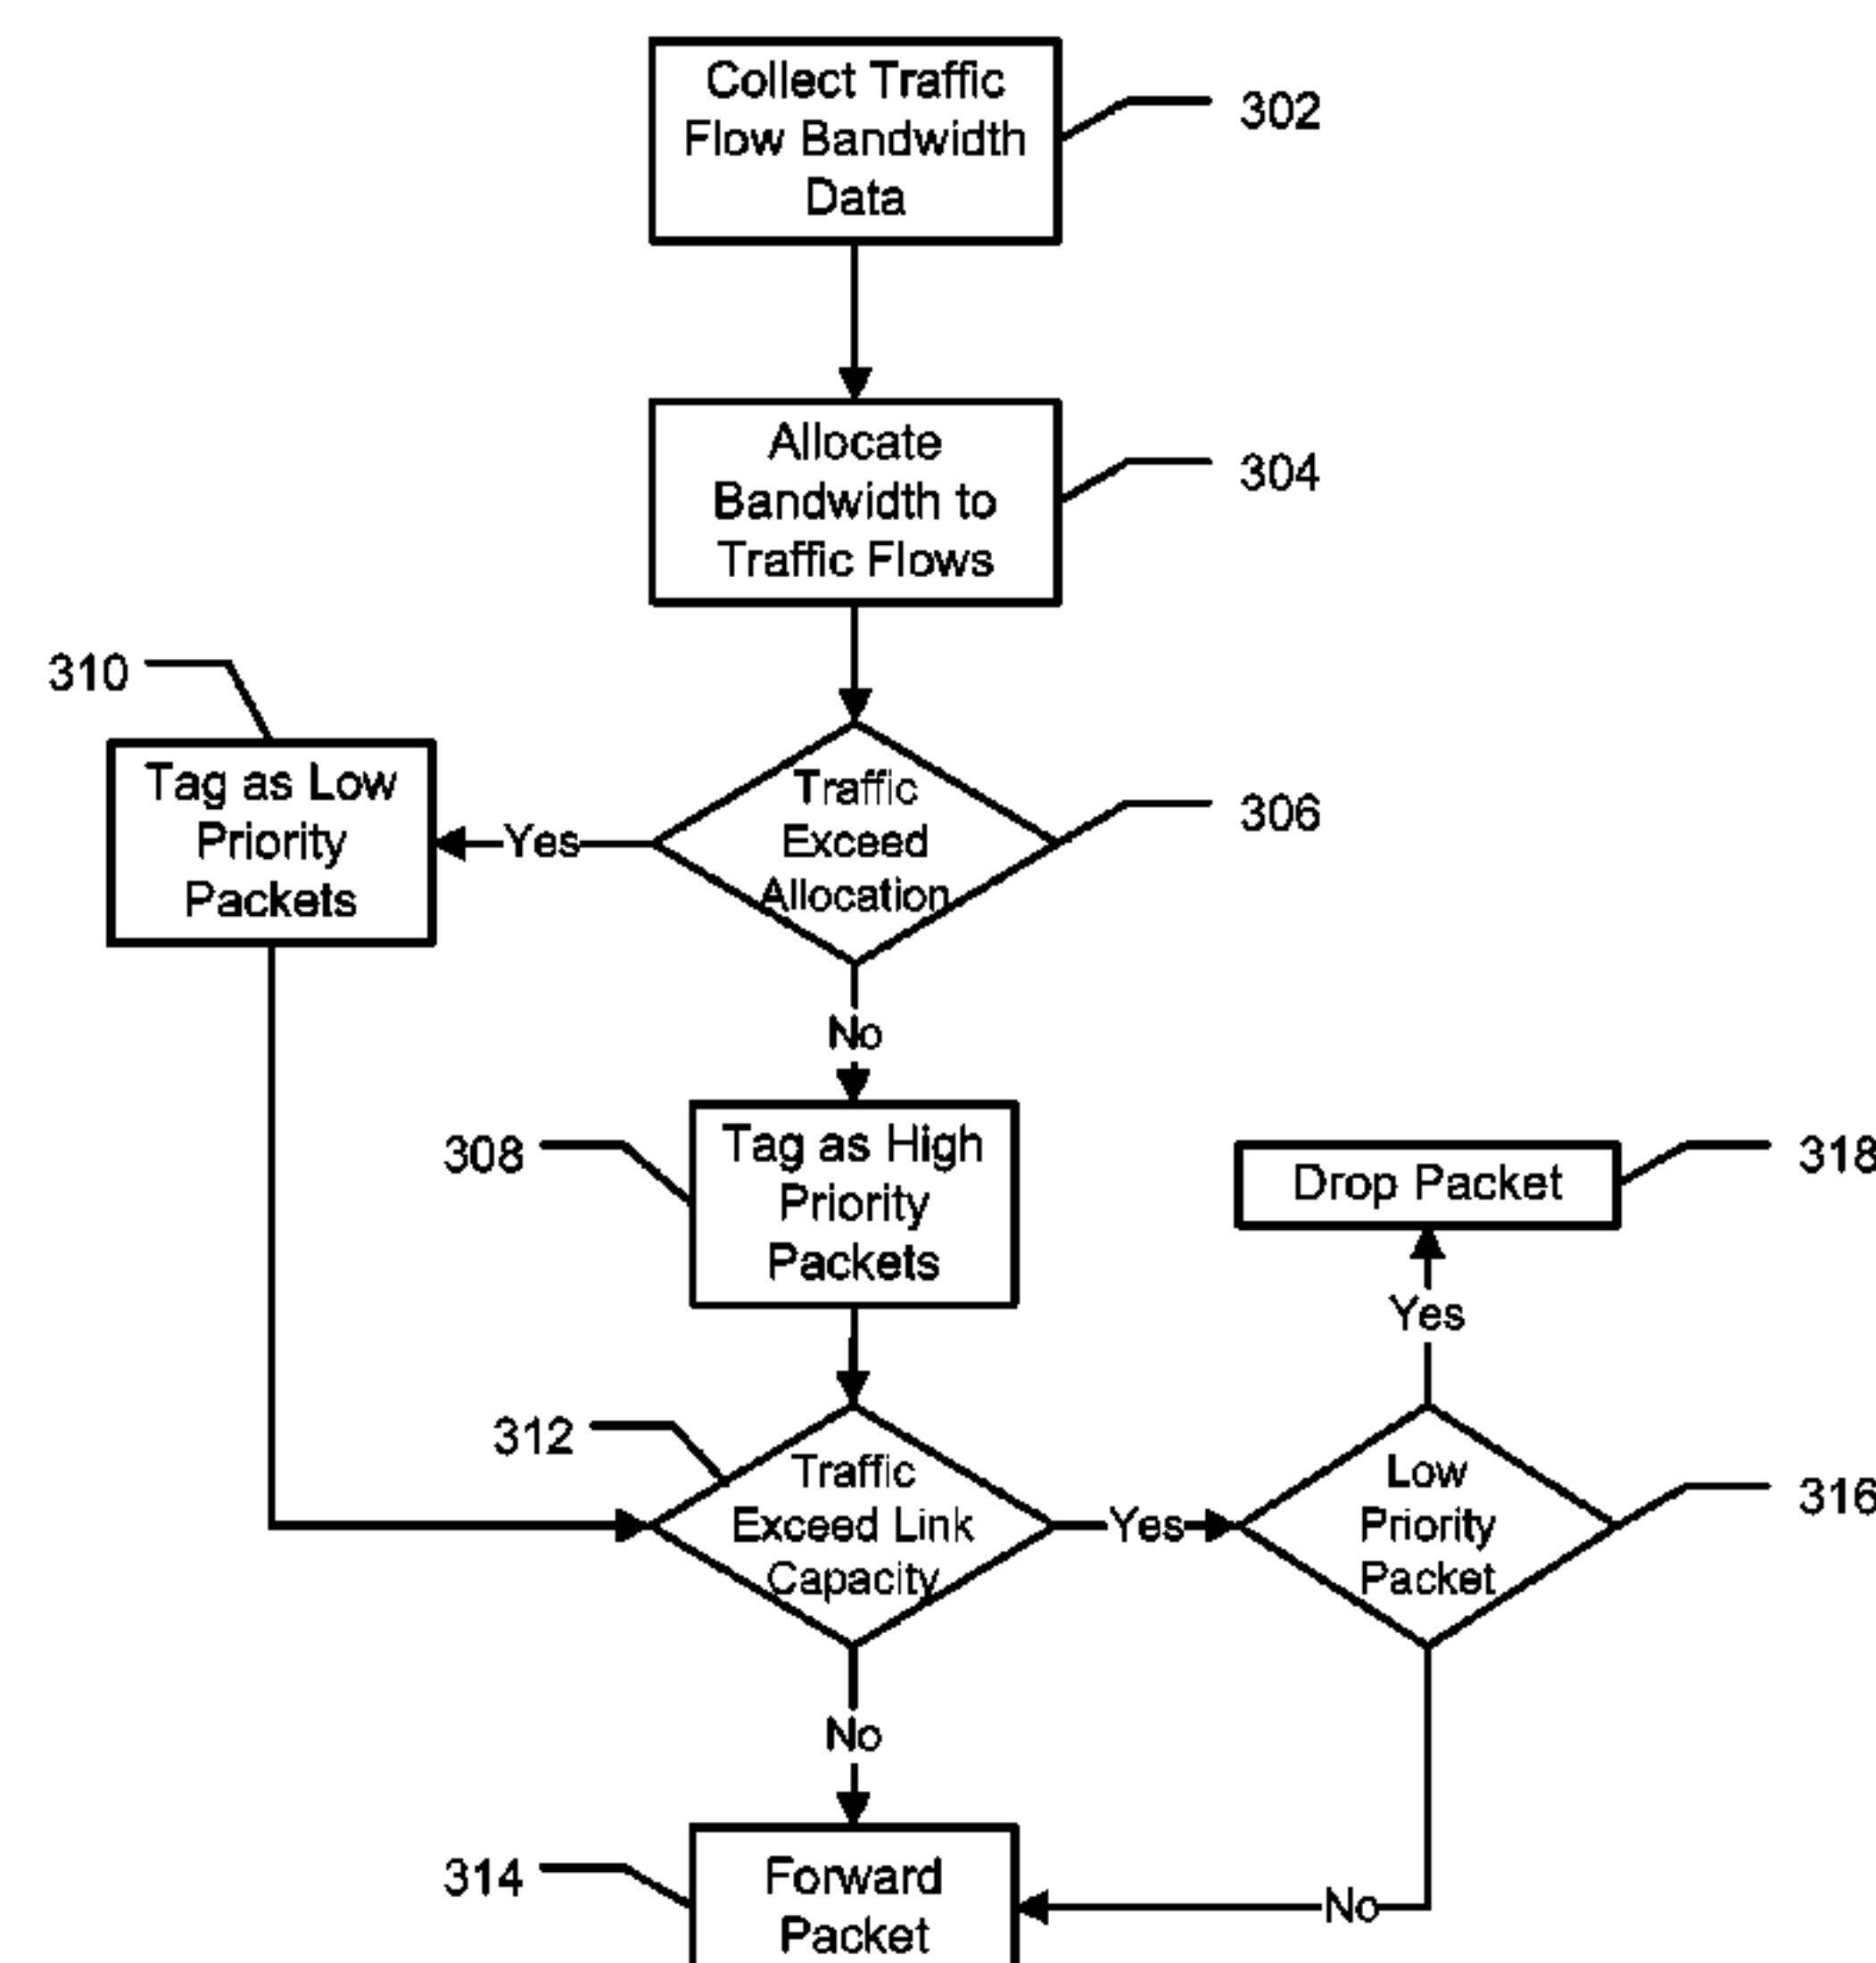 Collect Traffic
Flow Bandwidth
Data
302
Allocate
Bandwidth to
Traffic Flows
304
310
Tag as Low
Priority
Packets
Yes
Traffic
Exceed
Allocation
306
No
308
Tag as High
Priority
Packets
Drop Packet
318
Yes
312
Traffic
Exceed Link
Capacity
Yes
Low
Priority
Packet
316
No
314
Forward
Packet
No